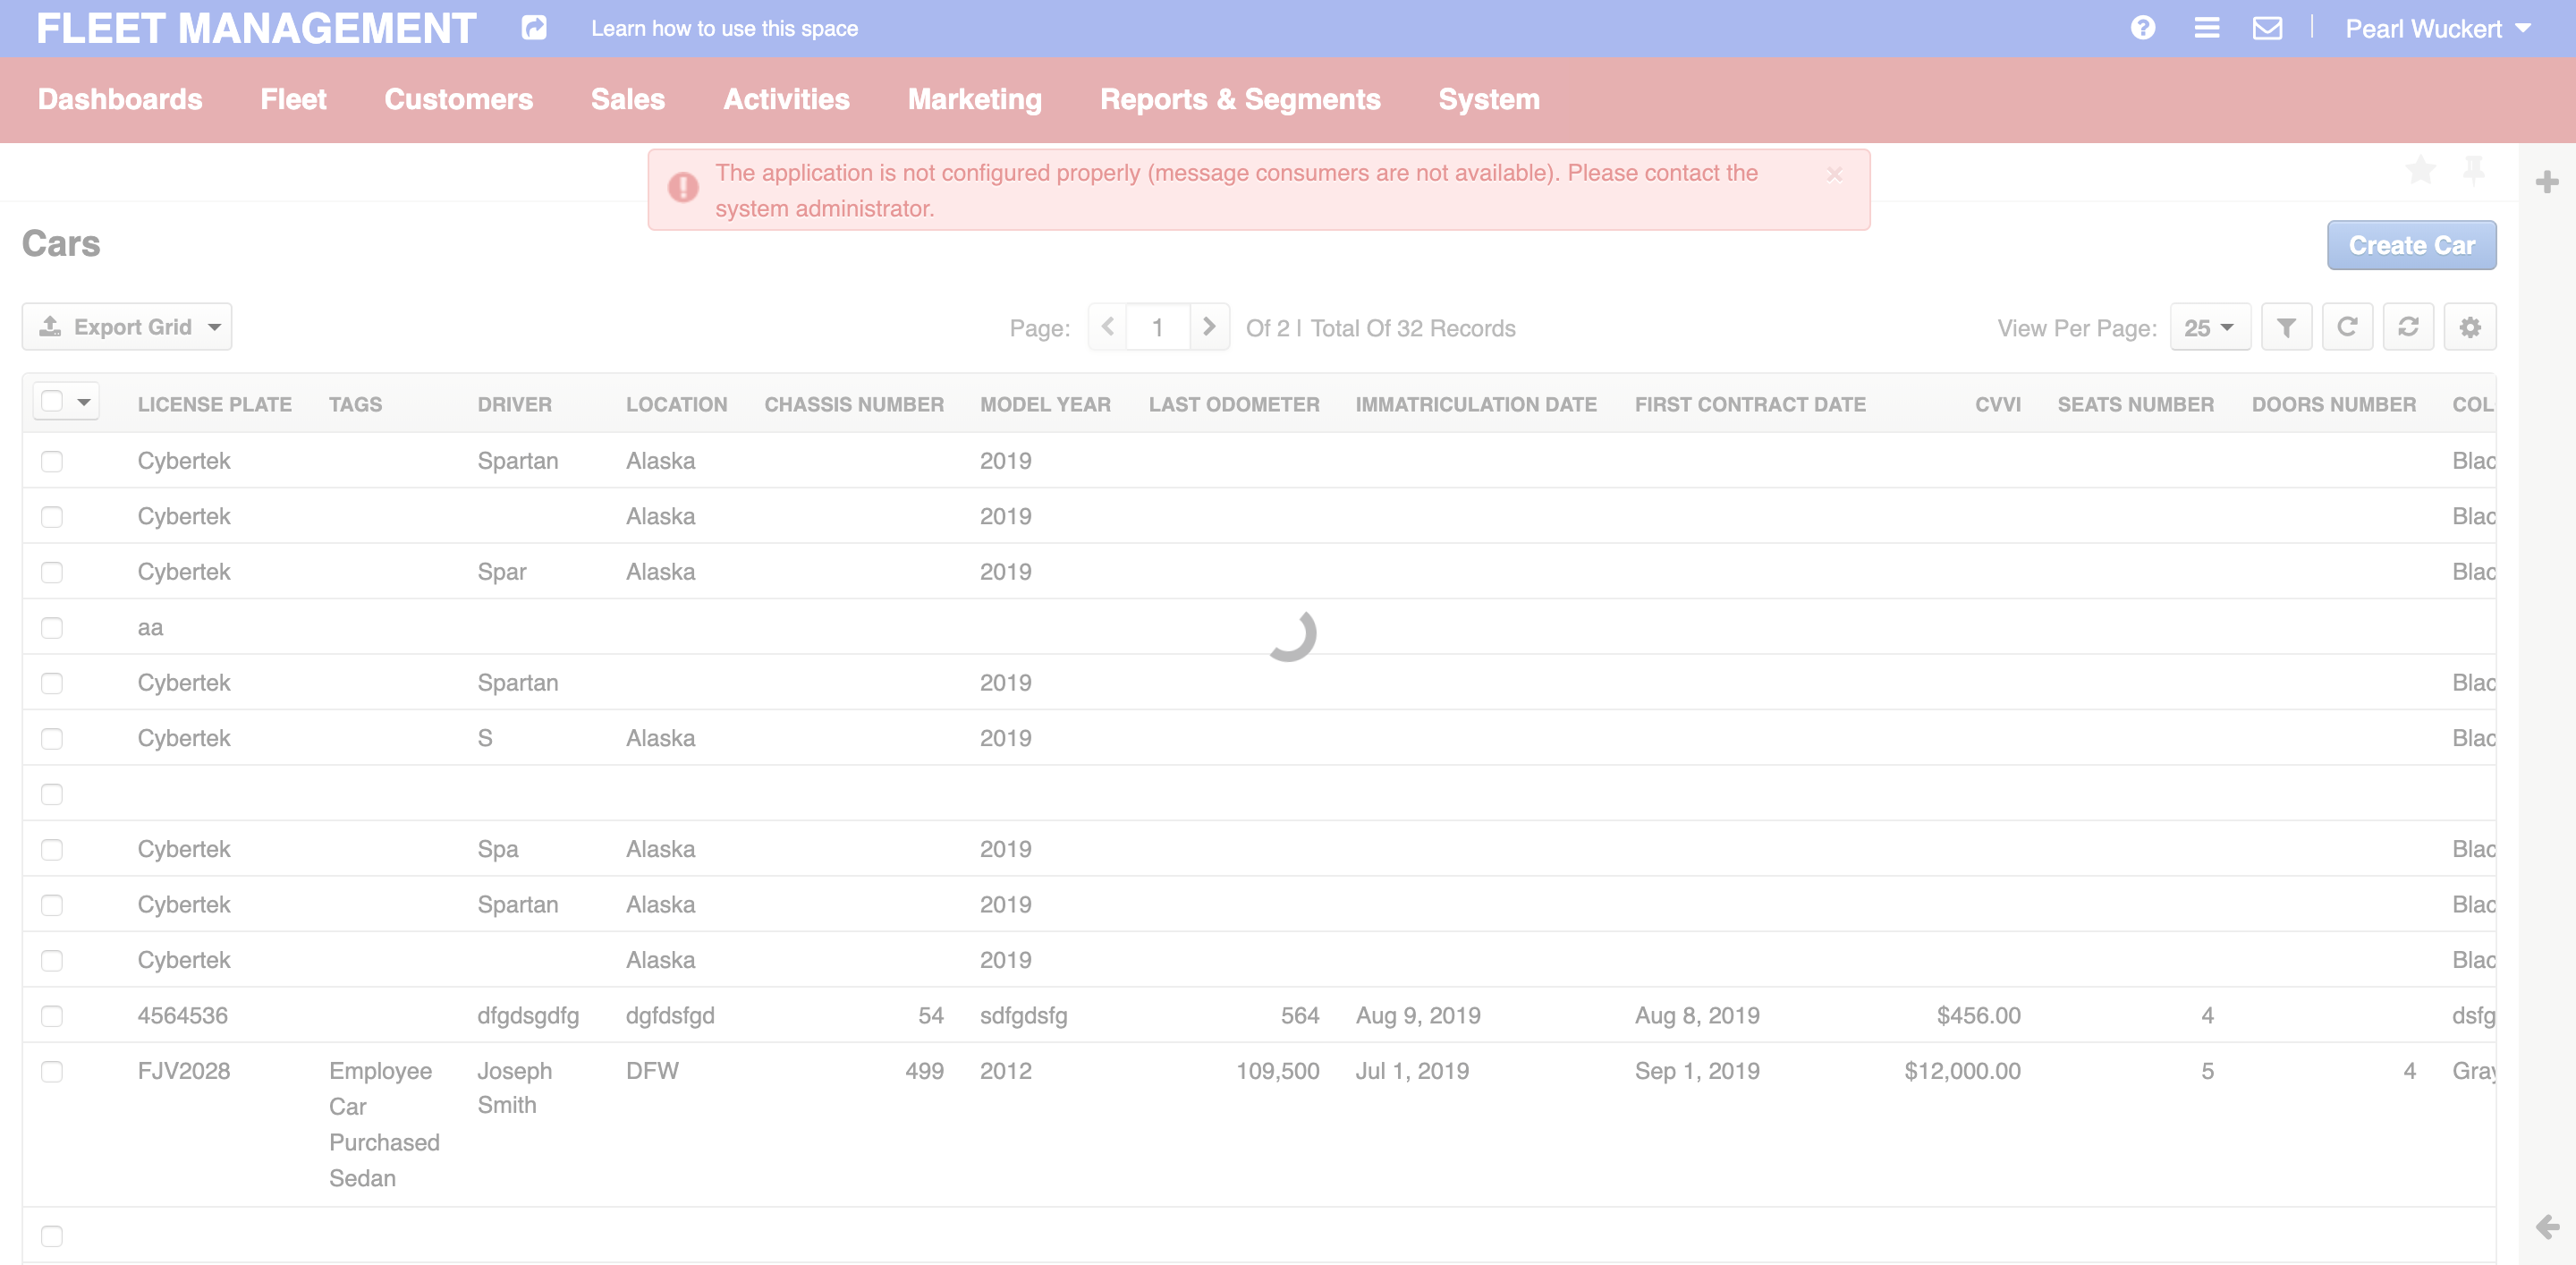 FLEET MANAGEMENT Learn how to use this space Pearl Wuckert
Dashboards Fleet Customers Sales Activities Marketing Reports & Segments System
The application is not configured properly (message consumers are not available). Please contact the
system administrator.
Cars Create Car
Export Grid Page: 1 Of 2 | Total Of 32 Records View Per Page: 25
LICENSE PLATE TAGS DRIVER LOCATION CHASSIS NUMBER MODEL YEAR LAST ODOMETER IMMATRICULATION DATE FIRST CONTRACT DATE CVVI SEATS NUMBER DOORS NUMBER COL
Cybertek Spartan Alaska 2019 Blac
Cybertek Alaska 2019 Blac
Cybertek Spar Alaska 2019 Blac
aa
Cybertek Spartan 2019 Blac
Cybertek S Alaska 2019 Blac
Cybertek Spa Alaska 2019 Blac
Cybertek Spartan Alaska 2019 Blac
Cybertek Alaska 2019 Blac
4564536 dfgdsgdfg dgfdsfgd 54 sdfgdsfg 564 Aug 9, 2019 Aug 8, 2019 $456.00 4 dsfg
FJV2028 Employee Joseph DFW 499 2012 109,500 Jul 1, 2019 Sep 1, 2019 $12,000.00 5 4 Gray
Car Smith
Purchased
Sedan